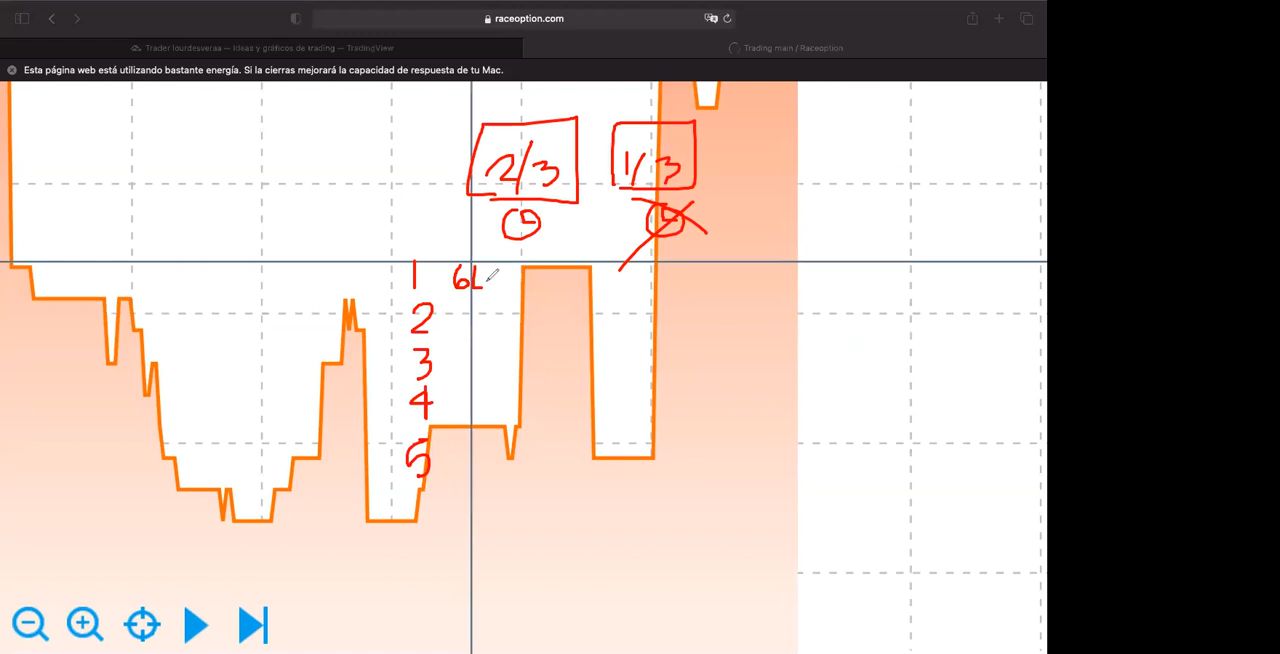 raceoption.com
Trader lourdesveraa — Ideas y gráficos de trading — TradingView
Trading main / Raceoption
Esta página web está utilizando bastante energía. Si la cierras mejorará la capacidad de respuesta de tu Mac.
2/3 1/3
1 6L
2
3
4
5